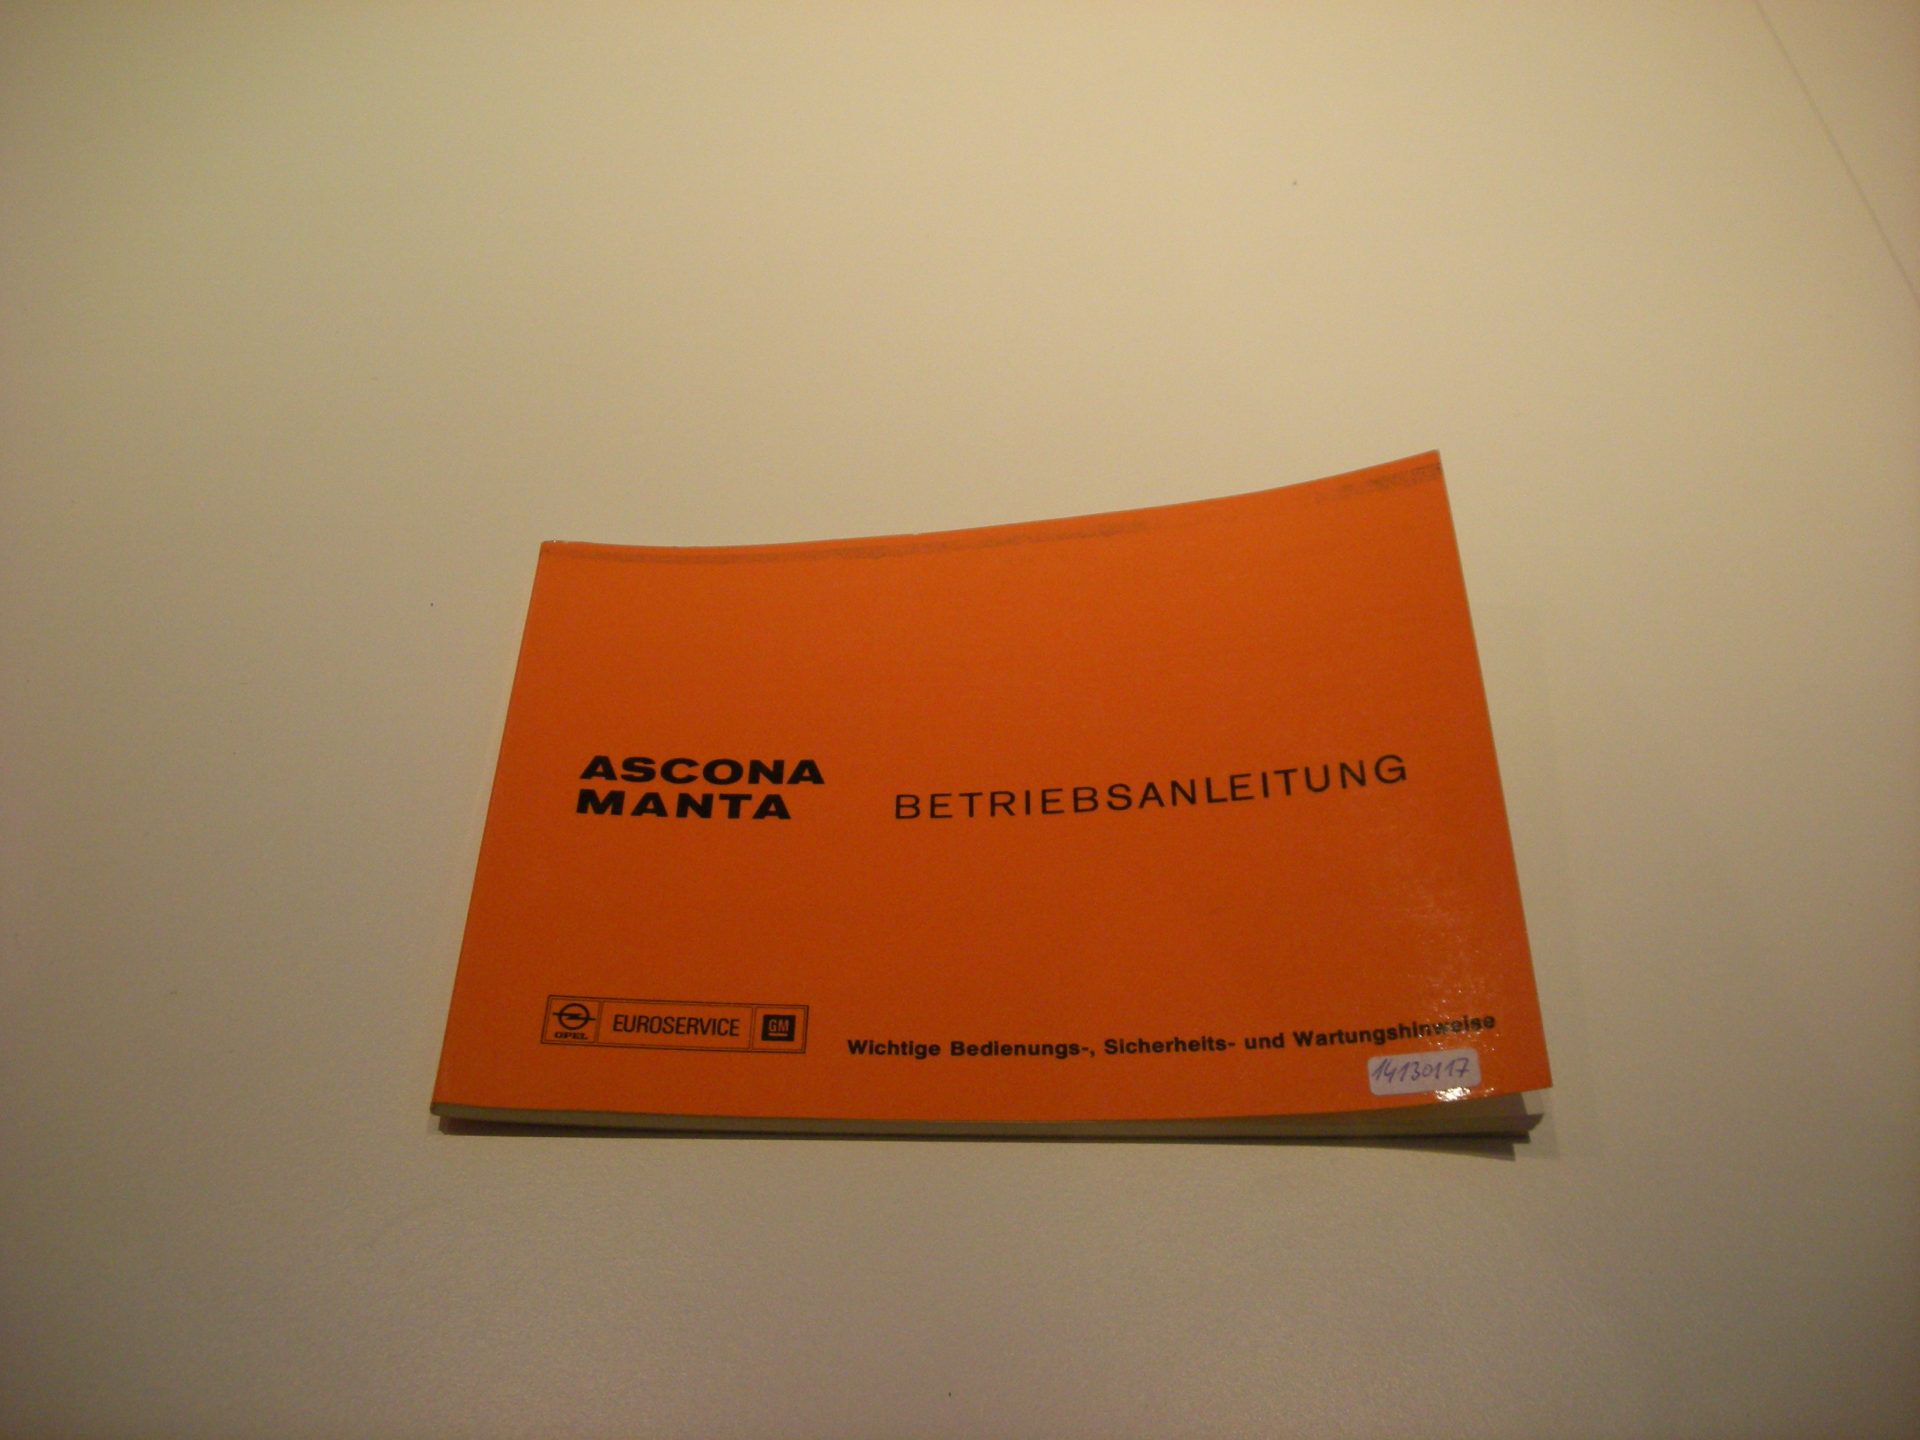 ASCONA
MANTA
BETRIEBSANLEITUNG
OPEL
EUROSERVICE
GM
Wichtige Bedienungs-, Sicherheits- und Wartungshinweise
14130117